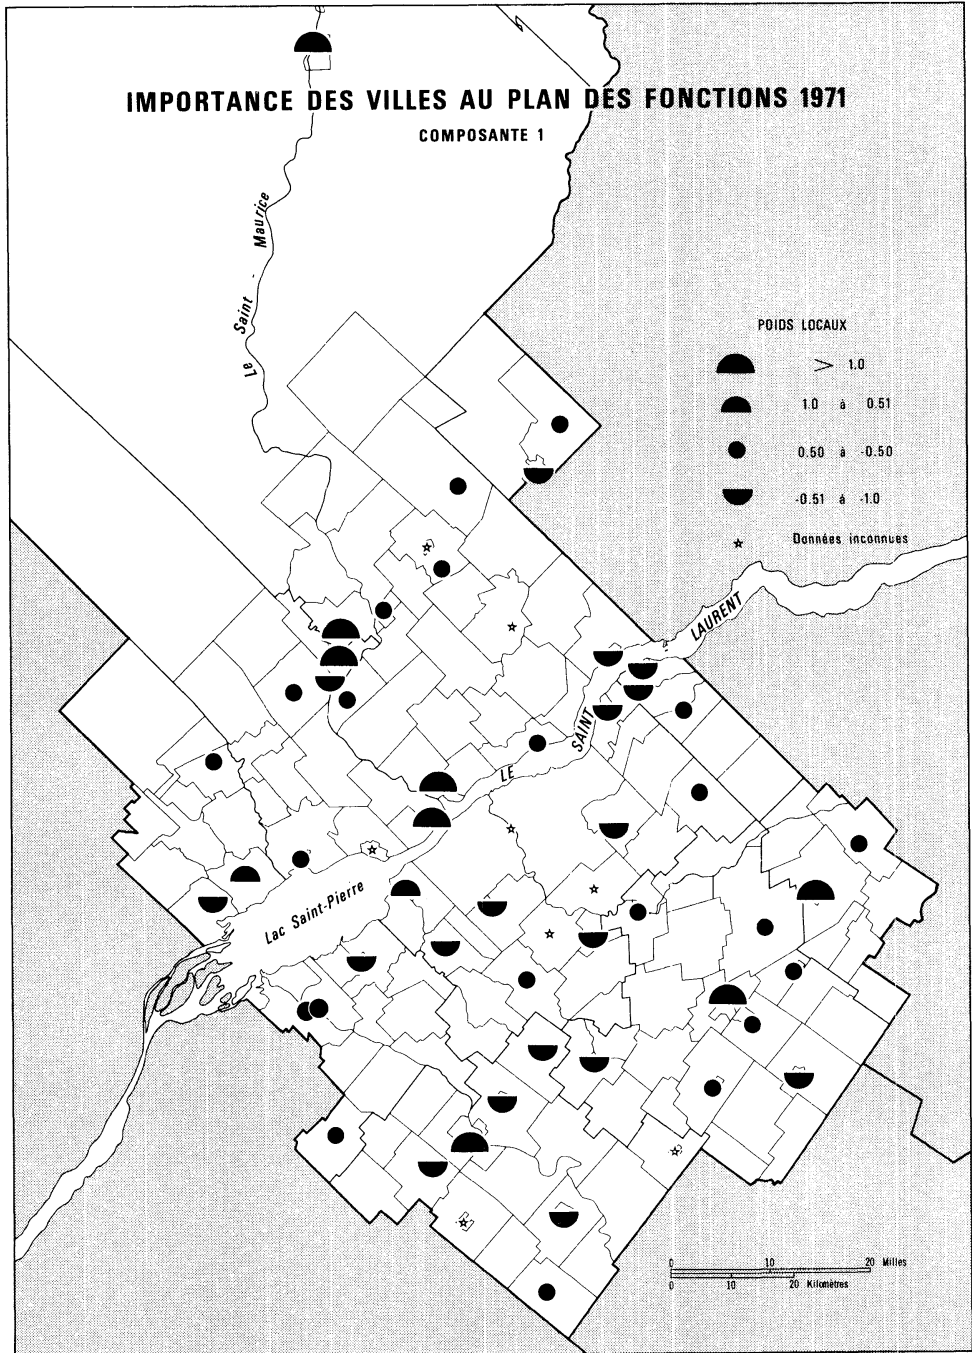 IMPORTANCE DES VILLES AU PLAN DES FONCTIONS 1971
COMPOSANTE 1
Le Saint - Maurice
POIDS LOCAUX
> 1.0
1.0 à 0.51
0.50 à -0.50
-0.51 à -1.0
Données inconnues
LE SAINT LAURENT
Lac Saint-Pierre
0 10 20 Milles
0 10 20 Kilomètres